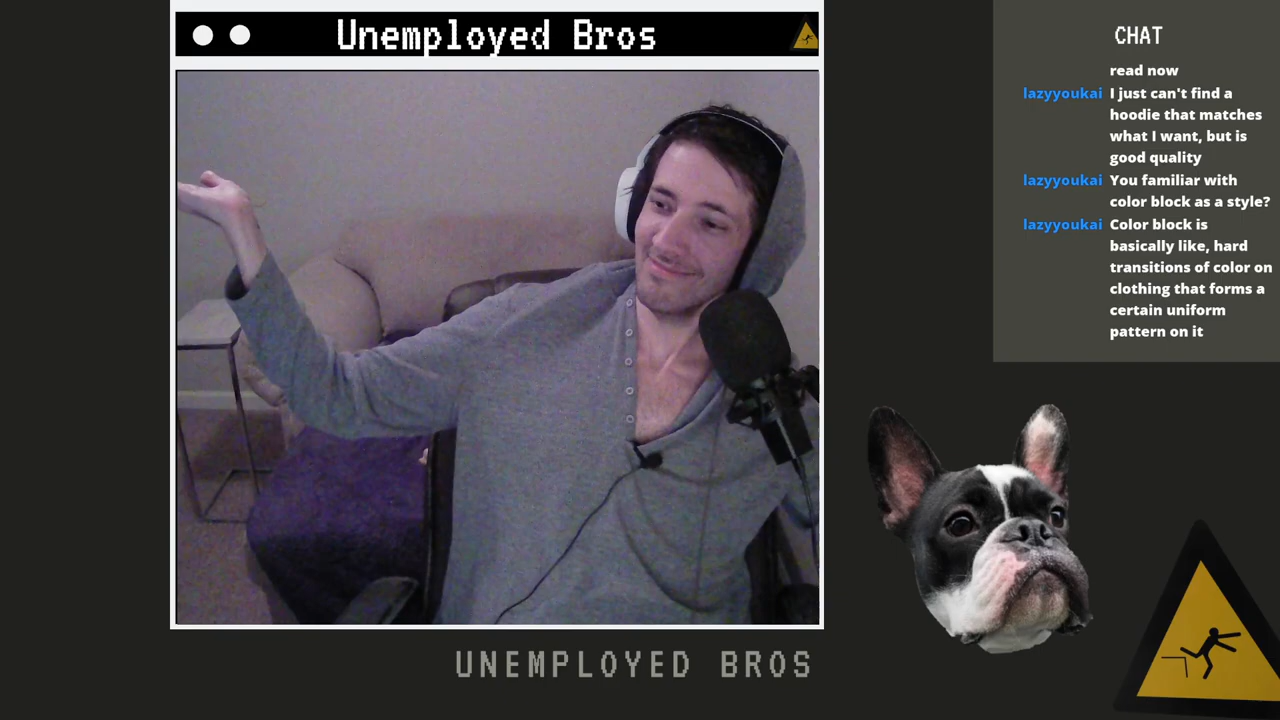 Unemployed Bros
CHAT
read now
lazyyoukai I just can't find a
hoodie that matches
what I want, but is
good quality
lazyyoukai You familiar with
color block as a style?
lazyyoukai Color block is
basically like, hard
transitions of color on
clothing that forms a
certain uniform
pattern on it
UNEMPLOYED BROS